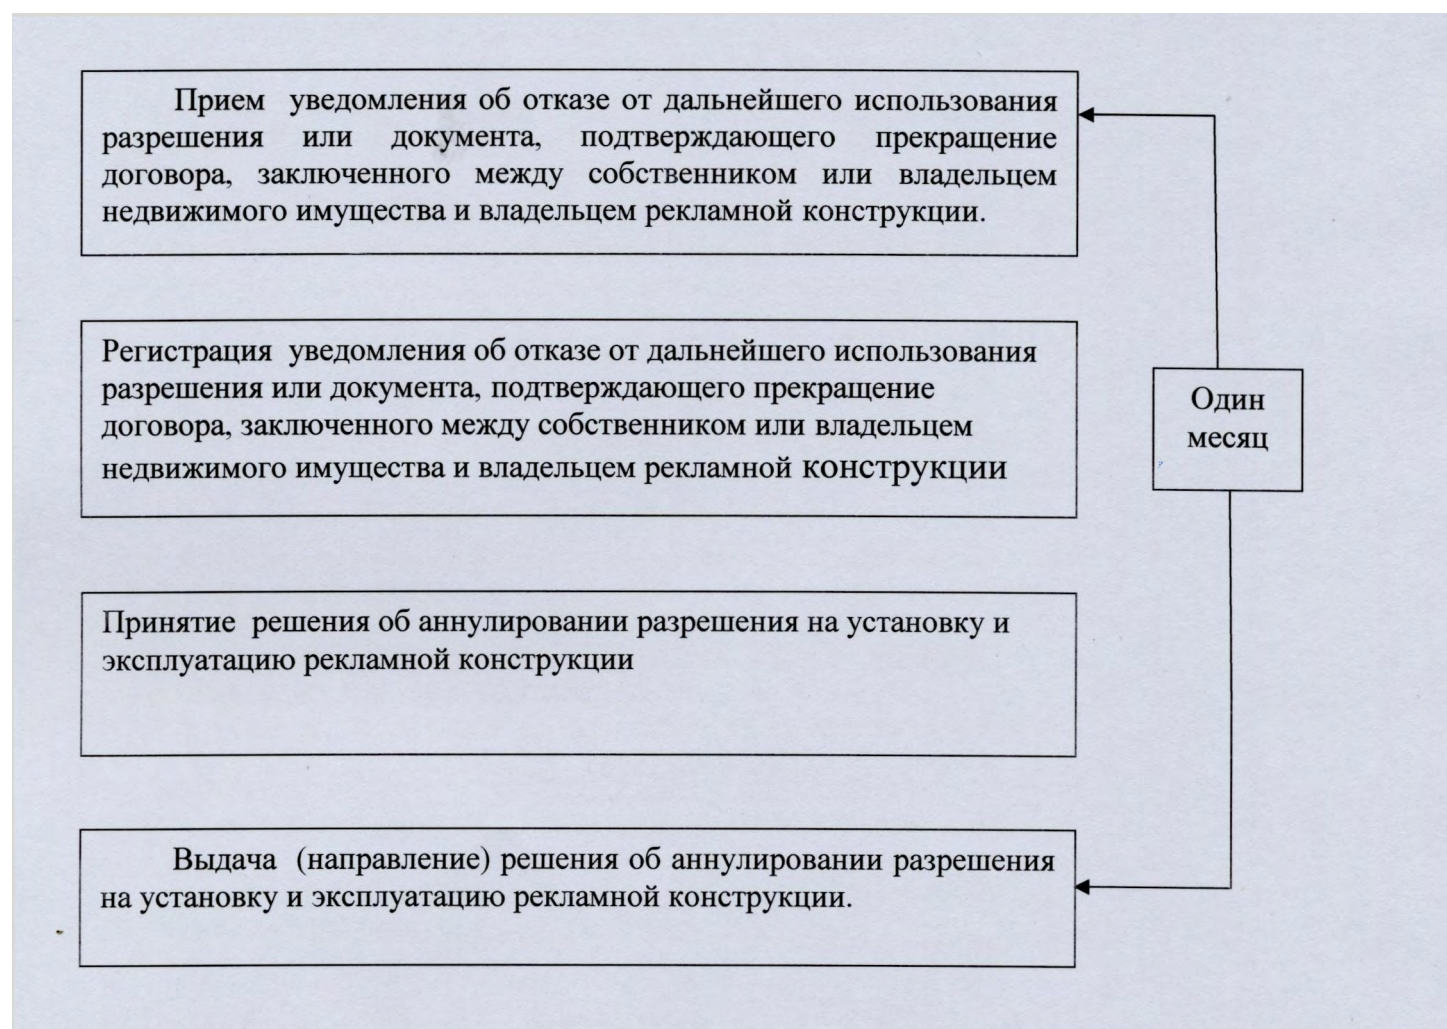 Прием уведомления об отказе от дальнейшего использования
разрешения или документа, подтверждающего прекращение
договора, заключенного между собственником или владельцем
недвижимого имущества и владельцем рекламной конструкции.
Регистрация уведомления об отказе от дальнейшего использования
разрешения или документа, подтверждающего прекращение
договора, заключенного между собственником или владельцем
недвижимого имущества и владельцем рекламной конструкции
Один
месяц
Принятие решения об аннулировании разрешения на установку и
эксплуатацию рекламной конструкции
Выдача (направление) решения об аннулировании разрешения
на установку и эксплуатацию рекламной конструкции.